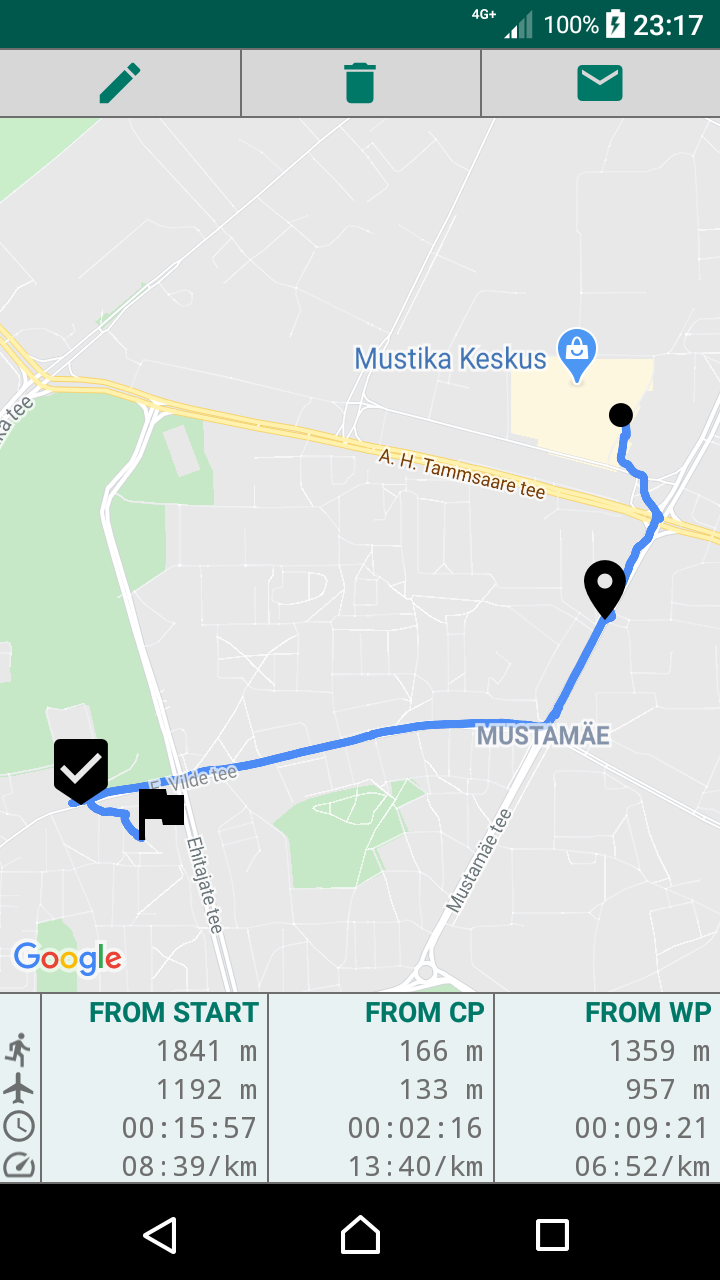 4G+ 100% 23:17
Mustika Keskus
ka tee
A. H. Tammsaare tee
MUSTAMÄE
E. Vilde tee
Ehitajate tee
Mustamäe tee
Google
FROM START FROM CP FROM WP
1841 m 166 m 1359 m
1192 m 133 m 957 m
00:15:57 00:02:16 00:09:21
08:39/km 13:40/km 06:52/km